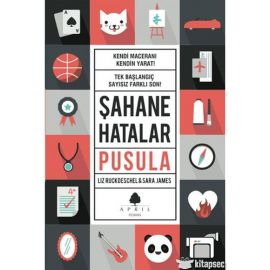 KENDİ MACERANI
KENDİN YARAT!
TEK BAŞLANGIÇ
SAYISIZ FARKLI SON!
ŞAHANE
HATALAR
PUSULA
LIZ RUCKDESCHEL & SARA JAMES
APRIL
kitapsec